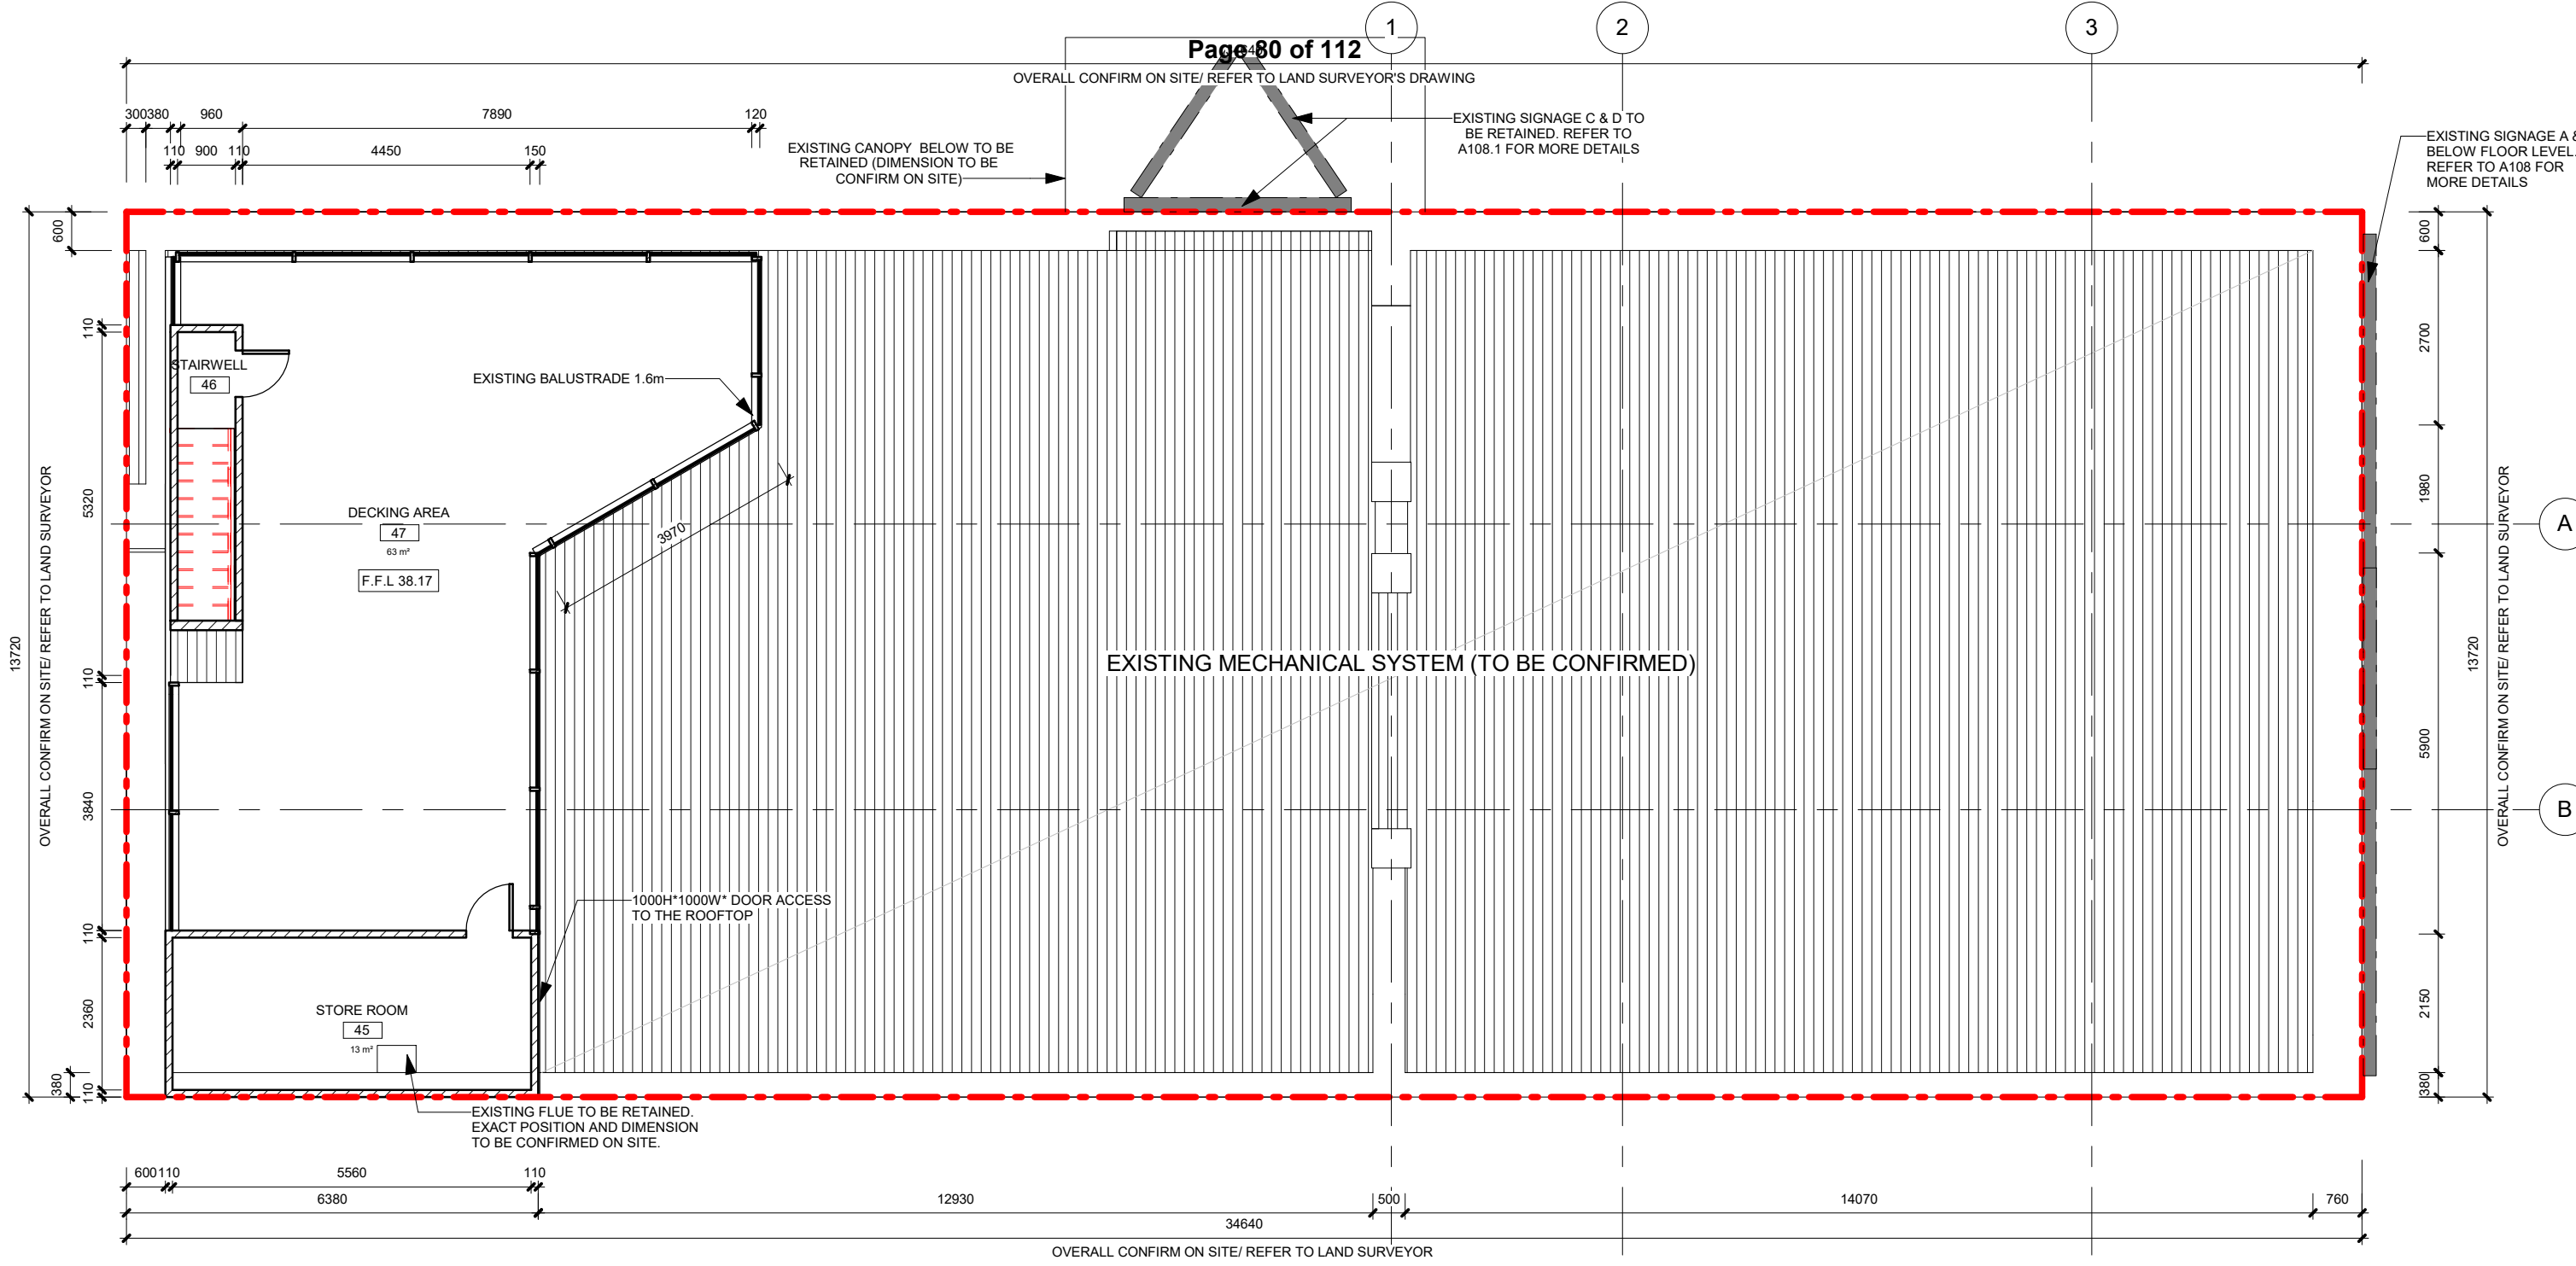 1
2
3
Page 80 of 112
OVERALL CONFIRM ON SITE/ REFER TO LAND SURVEYOR'S DRAWING
300
380
960
7890
120
110
900
110
4450
150
EXISTING CANOPY BELOW TO BE
RETAINED (DIMENSION TO BE
CONFIRM ON SITE)
EXISTING SIGNAGE C & D TO
BE RETAINED. REFER TO
A108.1 FOR MORE DETAILS
EXISTING SIGNAGE A &
BELOW FLOOR LEVEL.
REFER TO A108 FOR
MORE DETAILS
600
110
5320
110
3840
110
2360
380
110
13720
OVERALL CONFIRM ON SITE/ REFER TO LAND SURVEYOR
STAIRWELL
46
EXISTING BALUSTRADE 1.6m
DECKING AREA
47
63 m²
F.F.L 38.17
3970
EXISTING MECHANICAL SYSTEM (TO BE CONFIRMED)
1000H*1000W* DOOR ACCESS
TO THE ROOFTOP
STORE ROOM
45
13 m²
EXISTING FLUE TO BE RETAINED.
EXACT POSITION AND DIMENSION
TO BE CONFIRMED ON SITE.
600
2700
1980
5900
2150
380
13720
OVERALL CONFIRM ON SITE/ REFER TO LAND SURVEYOR
A
B
600
110
5560
110
6380
12930
500
14070
760
34640
OVERALL CONFIRM ON SITE/ REFER TO LAND SURVEYOR